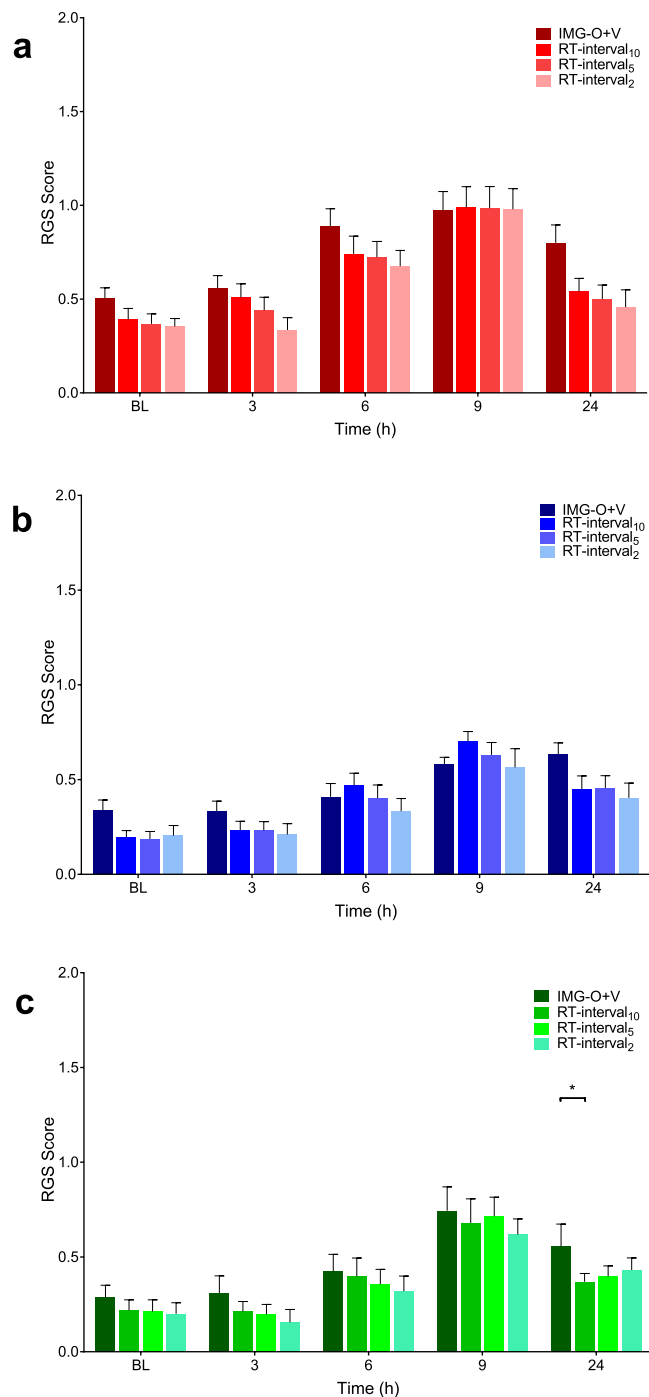 a
2.0
1.5
1.0
0.5
0.0
RGS Score
IMG-O+V
RT-interval10
RT-interval5
RT-interval2
BL 3 6 9 24
Time (h)
b
2.0
1.5
1.0
0.5
0.0
RGS Score
IMG-O+V
RT-interval10
RT-interval5
RT-interval2
BL 3 6 9 24
Time (h)
c
2.0
1.5
1.0
0.5
0.0
RGS Score
IMG-O+V
RT-interval10
RT-interval5
RT-interval2
*
BL 3 6 9 24
Time (h)